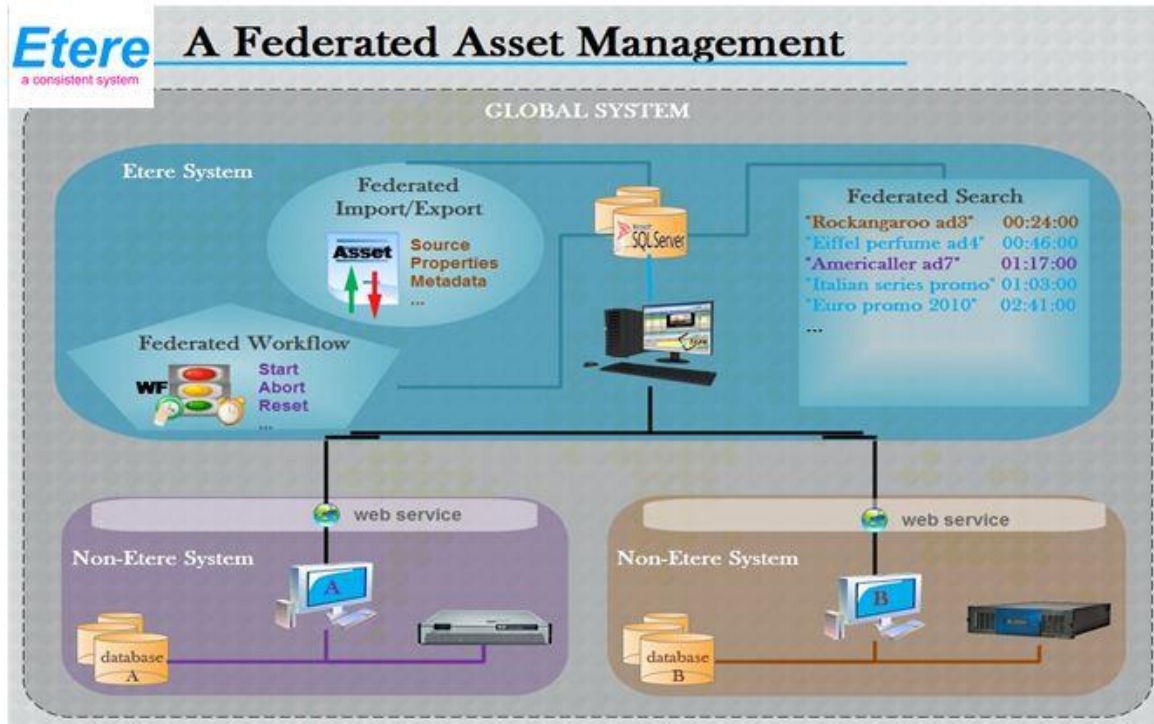 Etere
a consistent system
A Federated Asset Management
GLOBAL SYSTEM
Etere System
Federated
Import/Export
Asset
Source
Properties
Metadata
...
Federated Workflow
WF
Start
Abort
Reset
...
Microsoft
SQL Server
Federated Search
"Rockangaroo ad3" 00:24:00
"Eiffel perfume ad4" 00:46:00
"Americaller ad7" 01:17:00
"Italian series promo" 01:03:00
"Euro promo 2010" 02:41:00
...
web service
Non-Etere System
A
database
A
web service
Non-Etere System
B
database
B